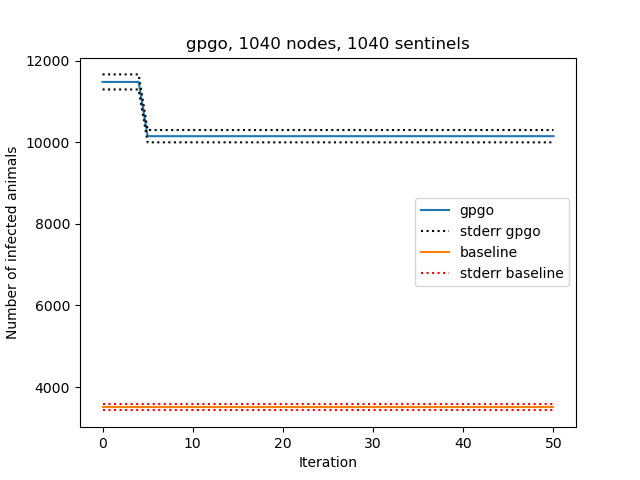 gpgo, 1040 nodes, 1040 sentinels
12000
10000
8000
6000
4000
Number of infected animals
gpgo
stderr gpgo
baseline
stderr baseline
0 10 20 30 40 50
Iteration